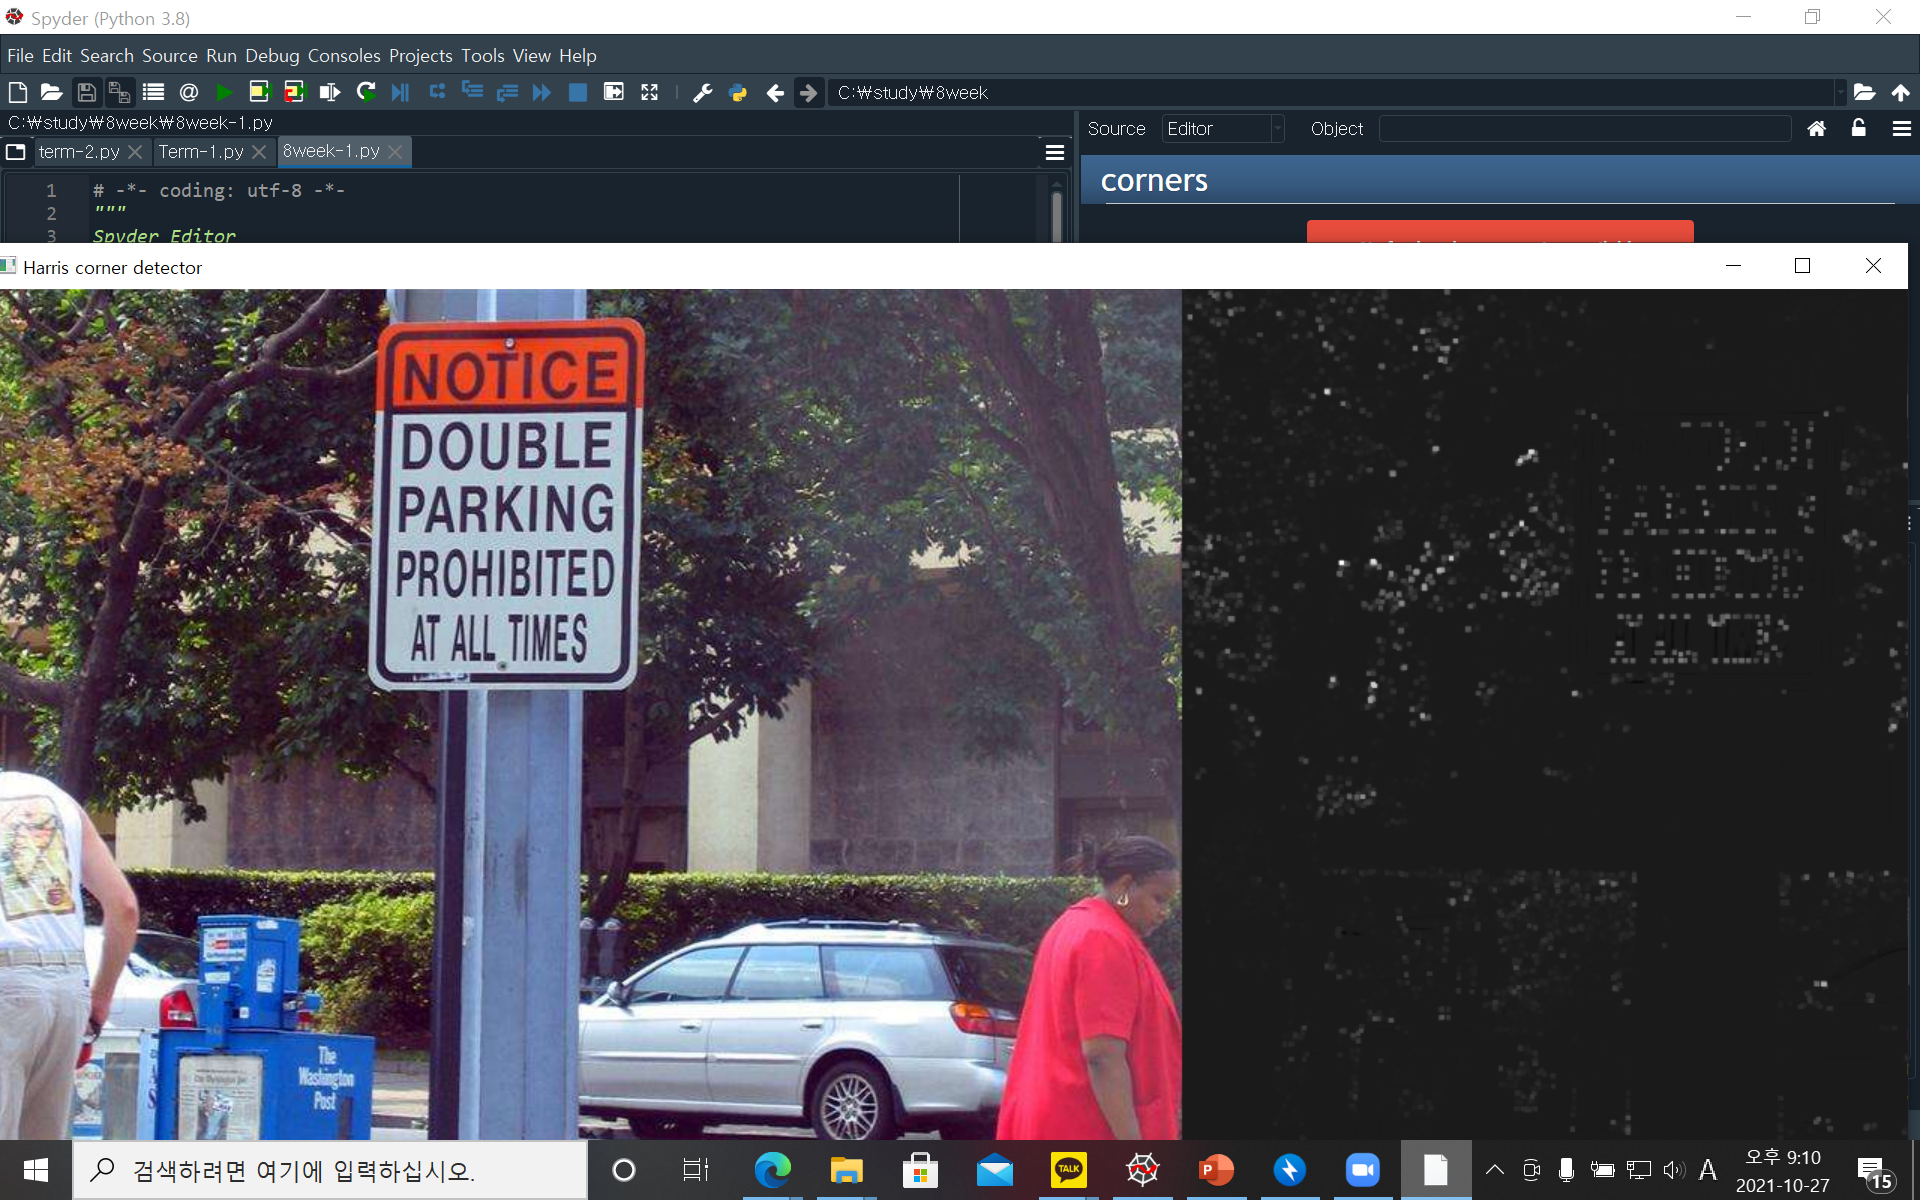 Spyder (Python 3.8)
File Edit Search Source Run Debug Consoles Projects Tools View Help
C:₩study₩8week
C:₩study₩8week₩8week-1.py
Source Editor Object
term-2.py Term-1.py 8week-1.py
corners
1 # -*- coding: utf-8 -*-
2 """
3 Spyder Editor
Harris corner detector
NOTICE
DOUBLE
PARKING
PROHIBITED
AT ALL TIMES
The
Washington
Post
검색하려면 여기에 입력하십시오.
TALK
P
A
오후 9:10
2021-10-27
15